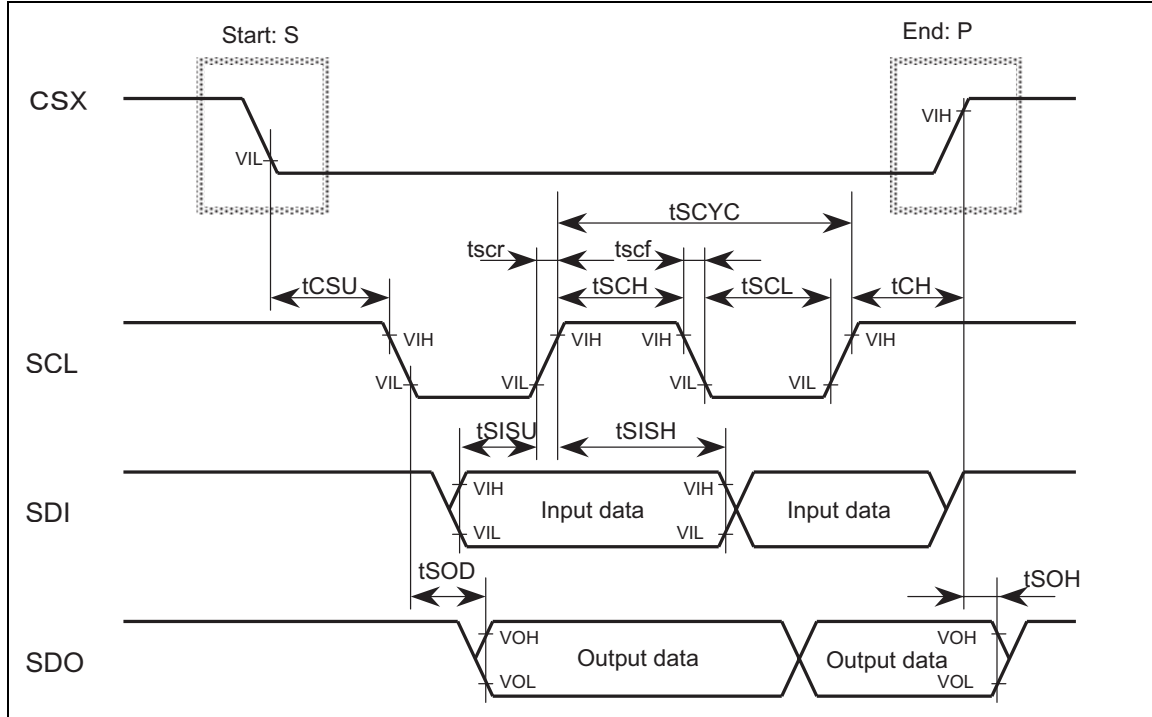 Start: S
End: P
CSX
VIL
VIH
tSCYC
tscr
tscf
tCSU
tSCH
tSCL
tCH
SCL
VIH
VIL
VIL
VIH
VIH
VIL
VIL
VIH
tSISU
tSISH
SDI
VIH
VIL
Input data
VIH
VIL
Input data
tSOD
tSOH
SDO
VOH
VOL
Output data
Output data
VOH
VOL